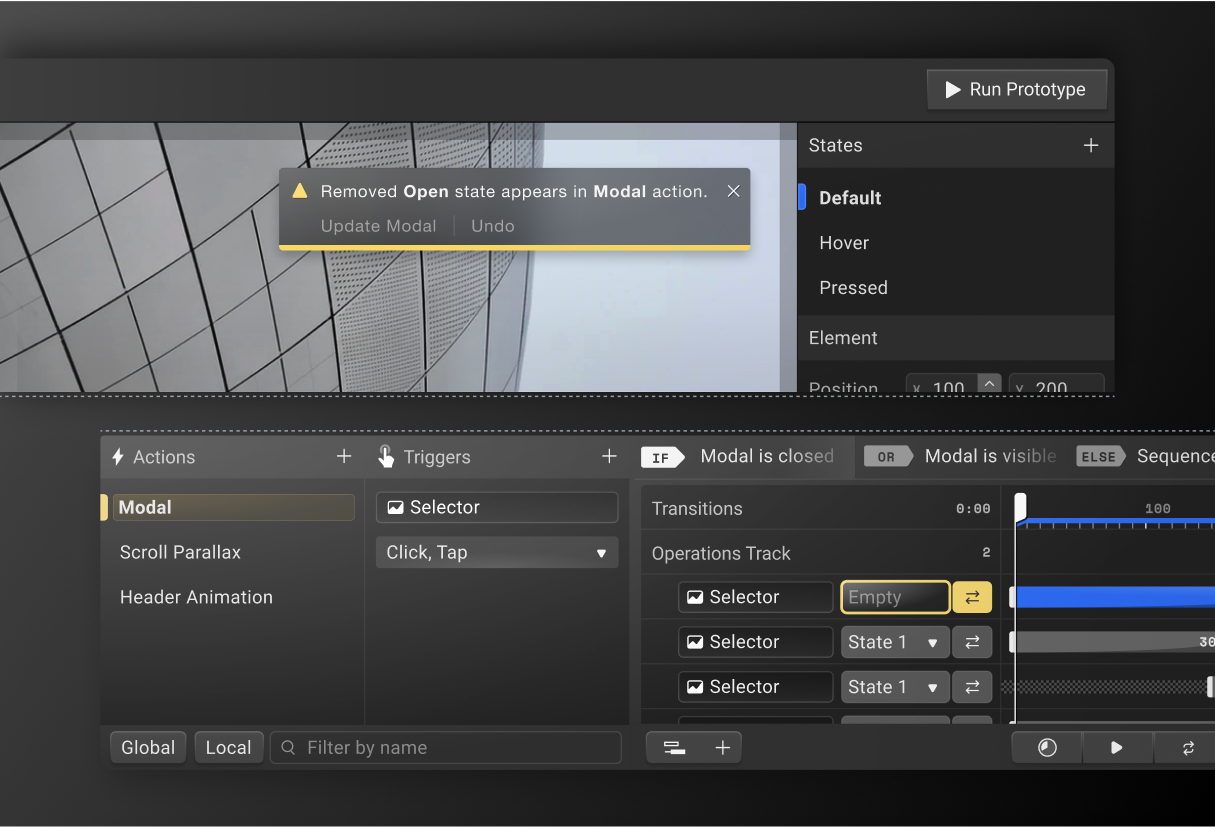 Run Prototype
Removed Open state appears in Modal action.
Update Modal
Undo
States
Default
Hover
Pressed
Element
Position
X 100
Y 200
Actions
Modal
Scroll Parallax
Header Animation
Global
Local
Filter by name
Triggers
Selector
Click, Tap
IF Modal is closed
OR Modal is visible
ELSE Sequence
Transitions 0:00
100
Operations Track 2
Selector Empty
Selector State 1
30
Selector State 1